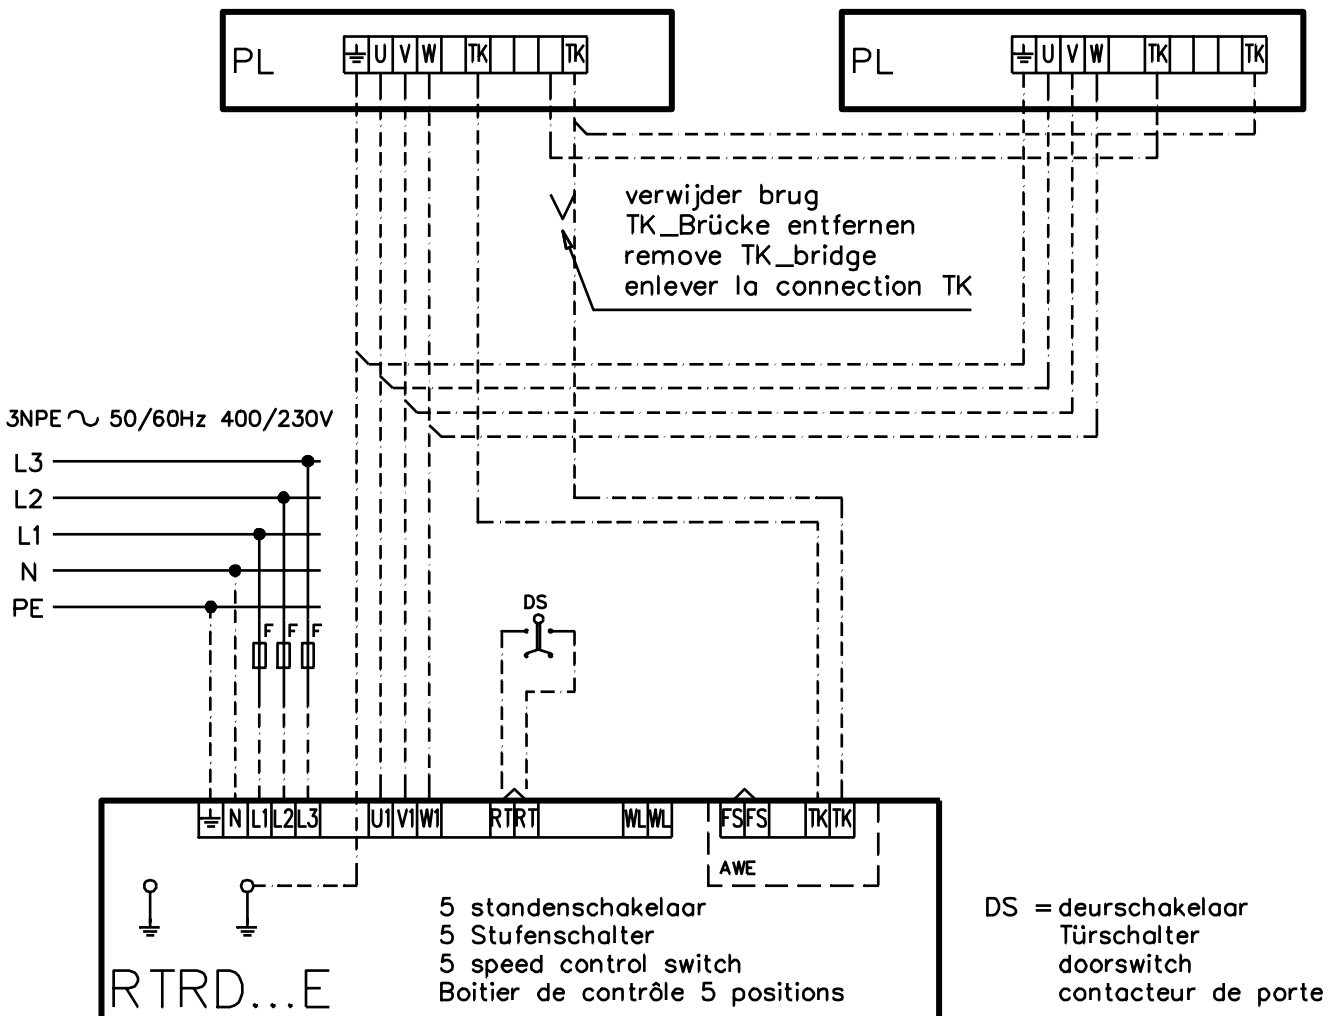 PL
U V W TK TK
PL
U V W TK TK
verwijder brug
TK_Brücke entfernen
remove TK_bridge
enlever la connection TK
3NPE ~ 50/60Hz 400/230V
L3
L2
L1
N
PE
F F F
DS
N L1 L2 L3 U1 V1 W1 RT RT WL WL FS FS TK TK
AWE
5 standenschakelaar
5 Stufenschalter
5 speed control switch
Boitier de contrôle 5 positions
RTRD...E
DS = deurschakelaar
Türschalter
doorswitch
contacteur de porte